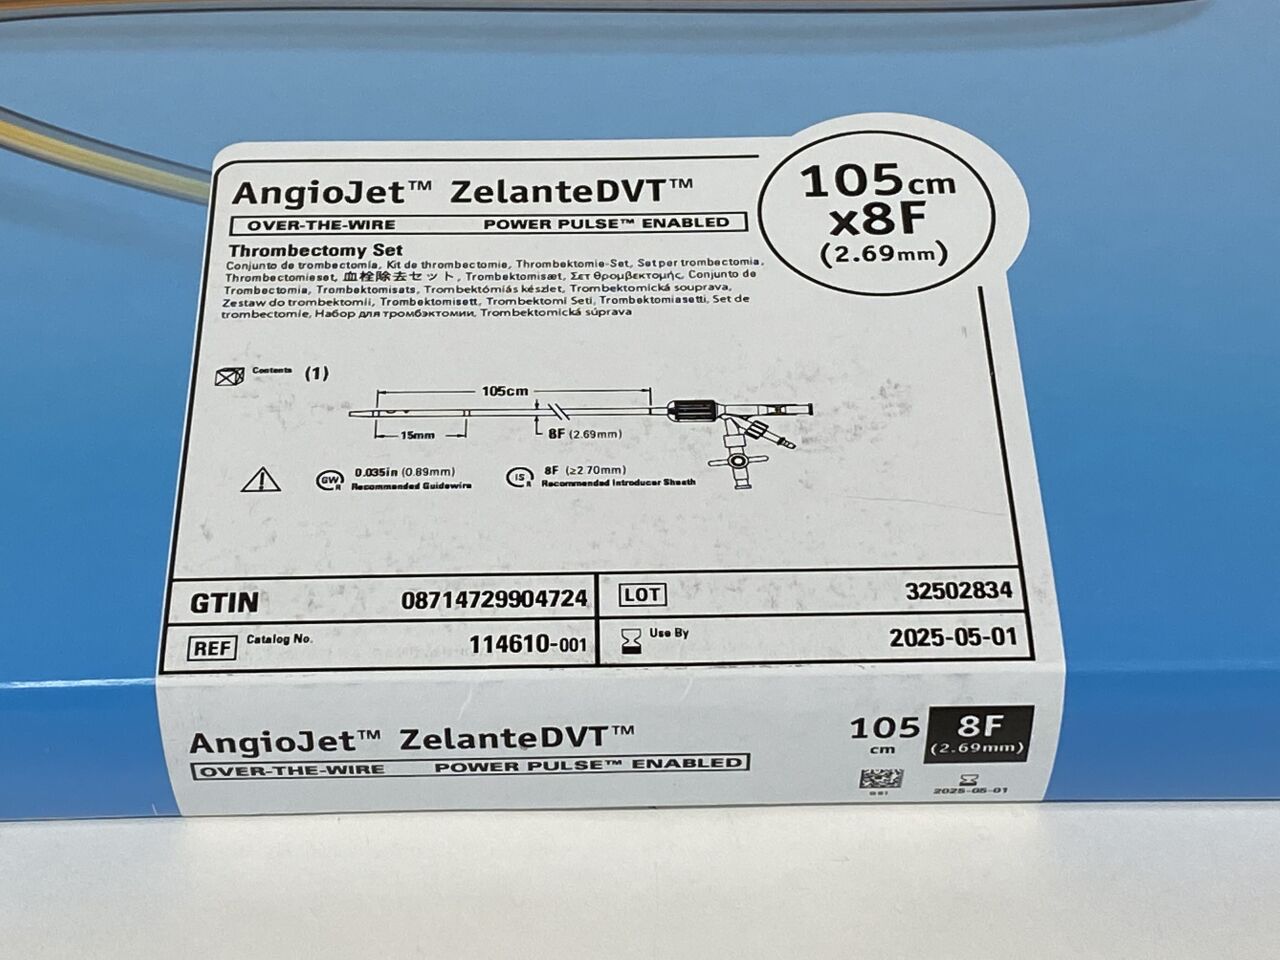 AngioJet™ ZelanteDVT™
OVER-THE-WIRE POWER PULSE™ ENABLED
105cm
x8F
(2.69mm)
Thrombectomy Set
Conjunto de trombectomia, Kit de thrombectomie, Thrombektomie-Set, Set per trombectomia,
Thrombectomieset, 血栓除去セット, Trombektomisæt, Σετ θρομβεκτομής, Conjunto de
Trombectomia, Trombektomisats, Trombektómiás készlet, Trombektomická souprava,
Zestaw do trombektomii, Trombektomisett, Trombektomi Seti, Trombektomiasetti, Set de
trombectomie, Набор для тромбэктомии, Trombektomická súprava
Contents (1)
105cm
15mm
8F (2.69mm)
GW R 0.035in (0.89mm)
Recommended Guidewire
IS R 8F (≥2.70mm)
Recommended Introducer Sheath
GTIN 08714729904724
LOT 32502834
REF Catalog No. 114610-001
Use By 2025-05-01
AngioJet™ ZelanteDVT™
OVER-THE-WIRE POWER PULSE™ ENABLED
105
cm
8F
(2.69mm)
2025-05-01